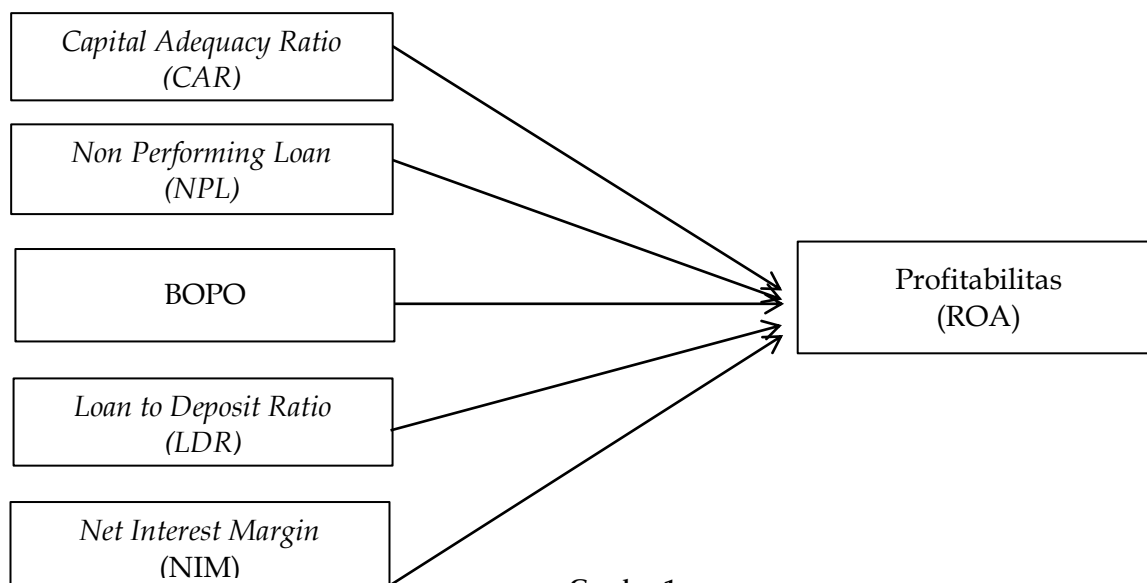 Capital Adequacy Ratio
(CAR)
Non Performing Loan
(NPL)
BOPO
Profitabilitas
(ROA)
Loan to Deposit Ratio
(LDR)
Net Interest Margin
(NIM)